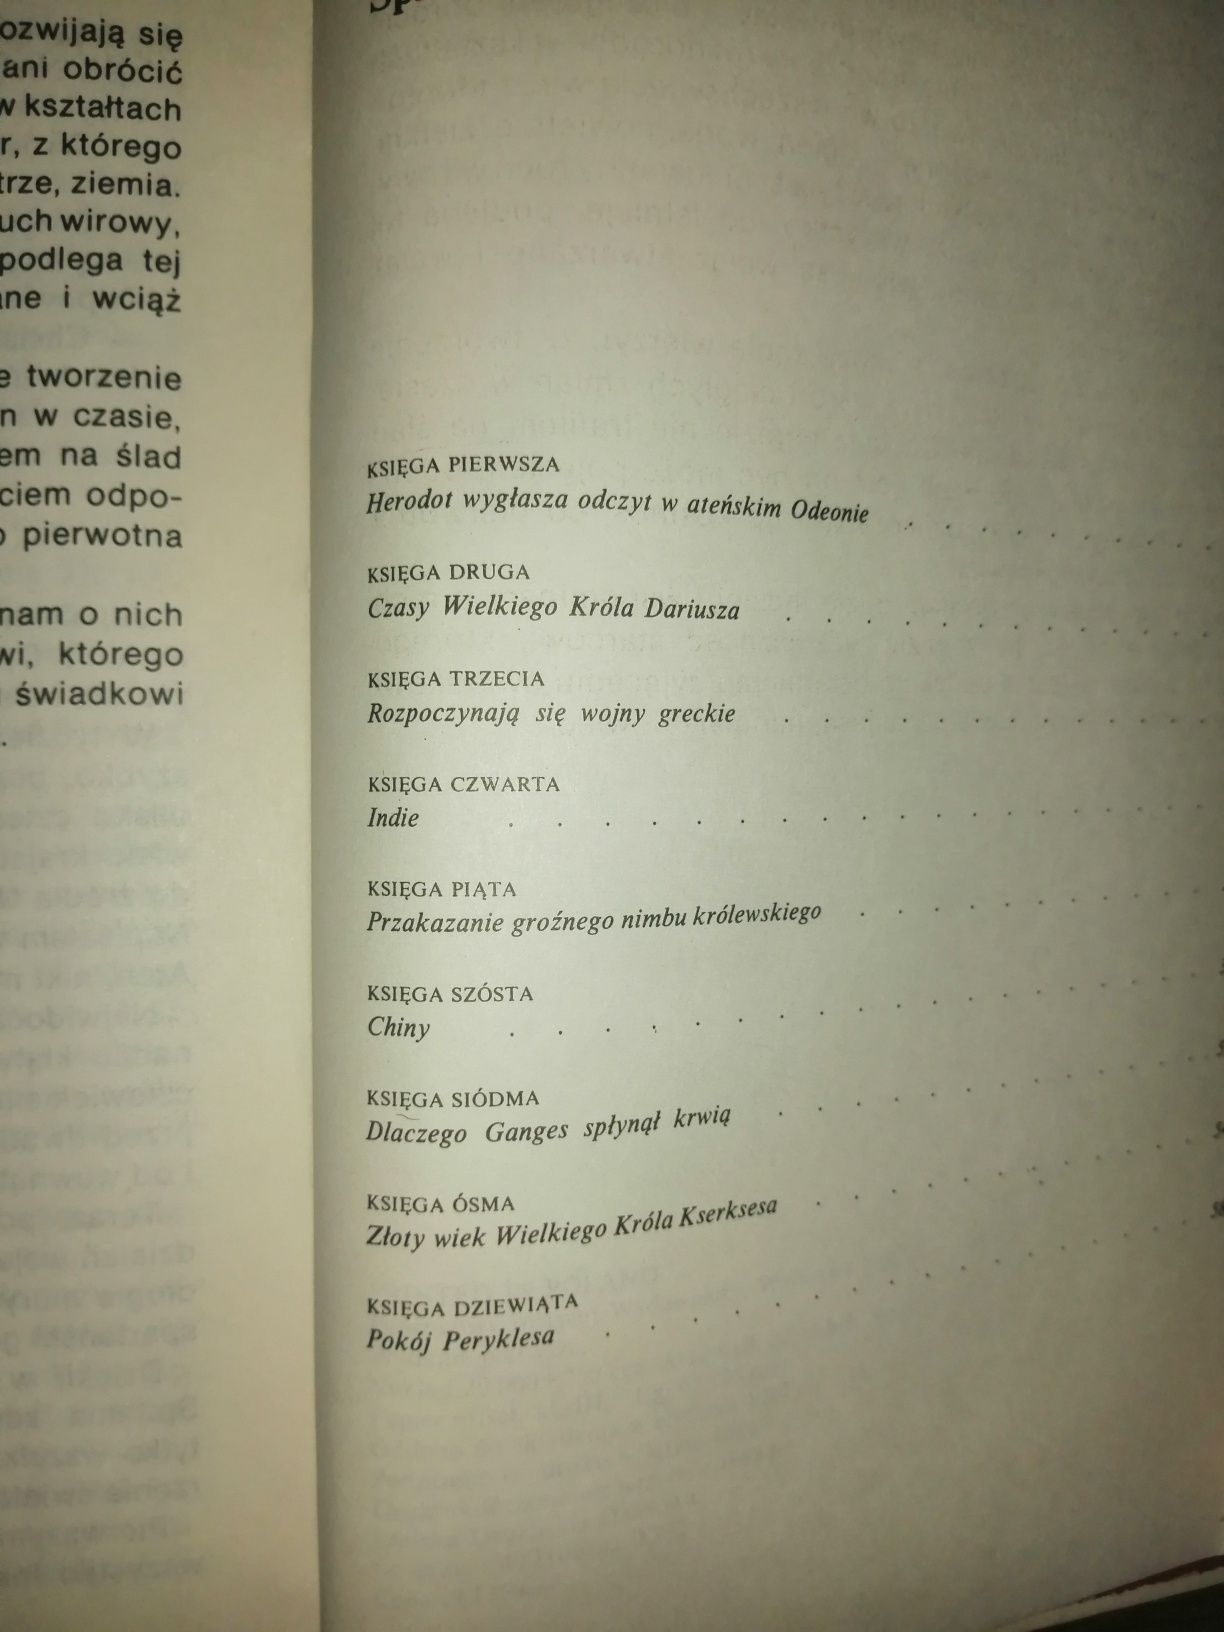 ozwijają się
ani obrócić
w kształtach
r, z którego
trze, ziemia.
uch wirowy,
podlega tej
ane i wciąż
e tworzenie
n w czasie,
em na ślad
ciem odpo-
o pierwotna
nam o nich
wi, którego
świadkowi
.
KSIĘGA PIERWSZA
Herodot wygłasza odczyt w ateńskim Odeonie . . . . . . . . .
KSIĘGA DRUGA
Czasy Wielkiego Króla Dariusza . . . . . . . . . . .
KSIĘGA TRZECIA
Rozpoczynają się wojny greckie . . . . . . . . . . .
KSIĘGA CZWARTA
Indie . . . . . . . . . . . . . . . . .
KSIĘGA PIĄTA
Przakazanie groźnego nimbu królewskiego . . . . . . . . .
KSIĘGA SZÓSTA
Chiny . . . . . . . . . . . . . . . . .
KSIĘGA SIÓDMA
Dlaczego Ganges spłynął krwią . . . . . . . . . . .
KSIĘGA ÓSMA
Złoty wiek Wielkiego Króla Kserksesa . . . . . . . . . .
KSIĘGA DZIEWIĄTA
Pokój Peryklesa . . . . . . . . . . . . . . .